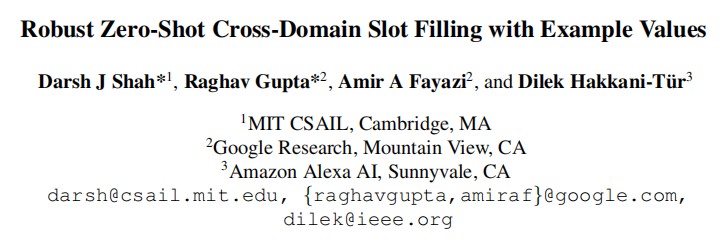 Robust Zero-Shot Cross-Domain Slot Filling with Example Values
Darsh J Shah*¹, Raghav Gupta*², Amir A Fayazi², and Dilek Hakkani-Tür³
¹MIT CSAIL, Cambridge, MA
²Google Research, Mountain View, CA
³Amazon Alexa AI, Sunnyvale, CA
darsh@csail.mit.edu, {raghavgupta,amiraf}@google.com,
dilek@ieee.org